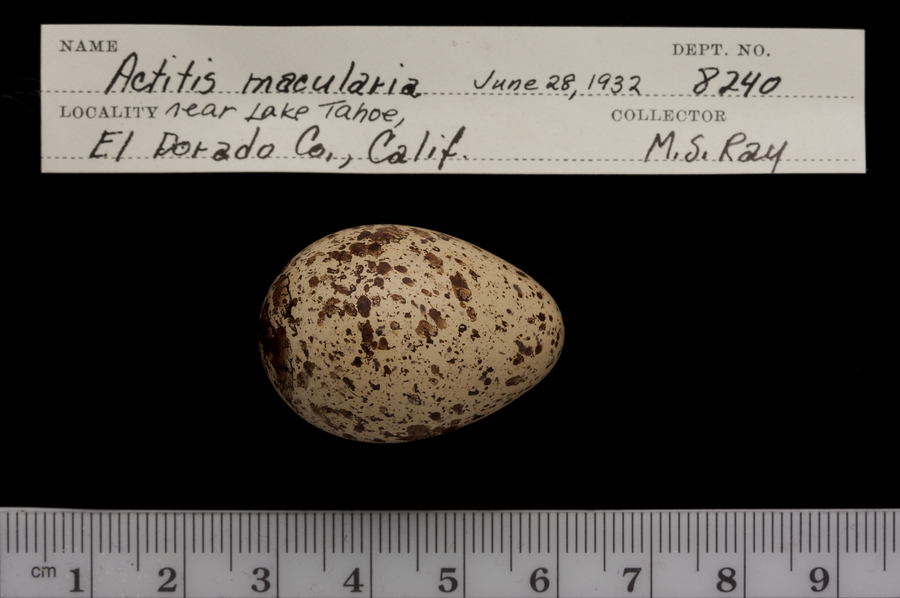 NAME DEPT. NO.
Actitis macularia June 28, 1932 8240
LOCALITY near Lake Tahoe, COLLECTOR
El Dorado Co., Calif. M.S. Ray
cm 1 2 3 4 5 6 7 8 9